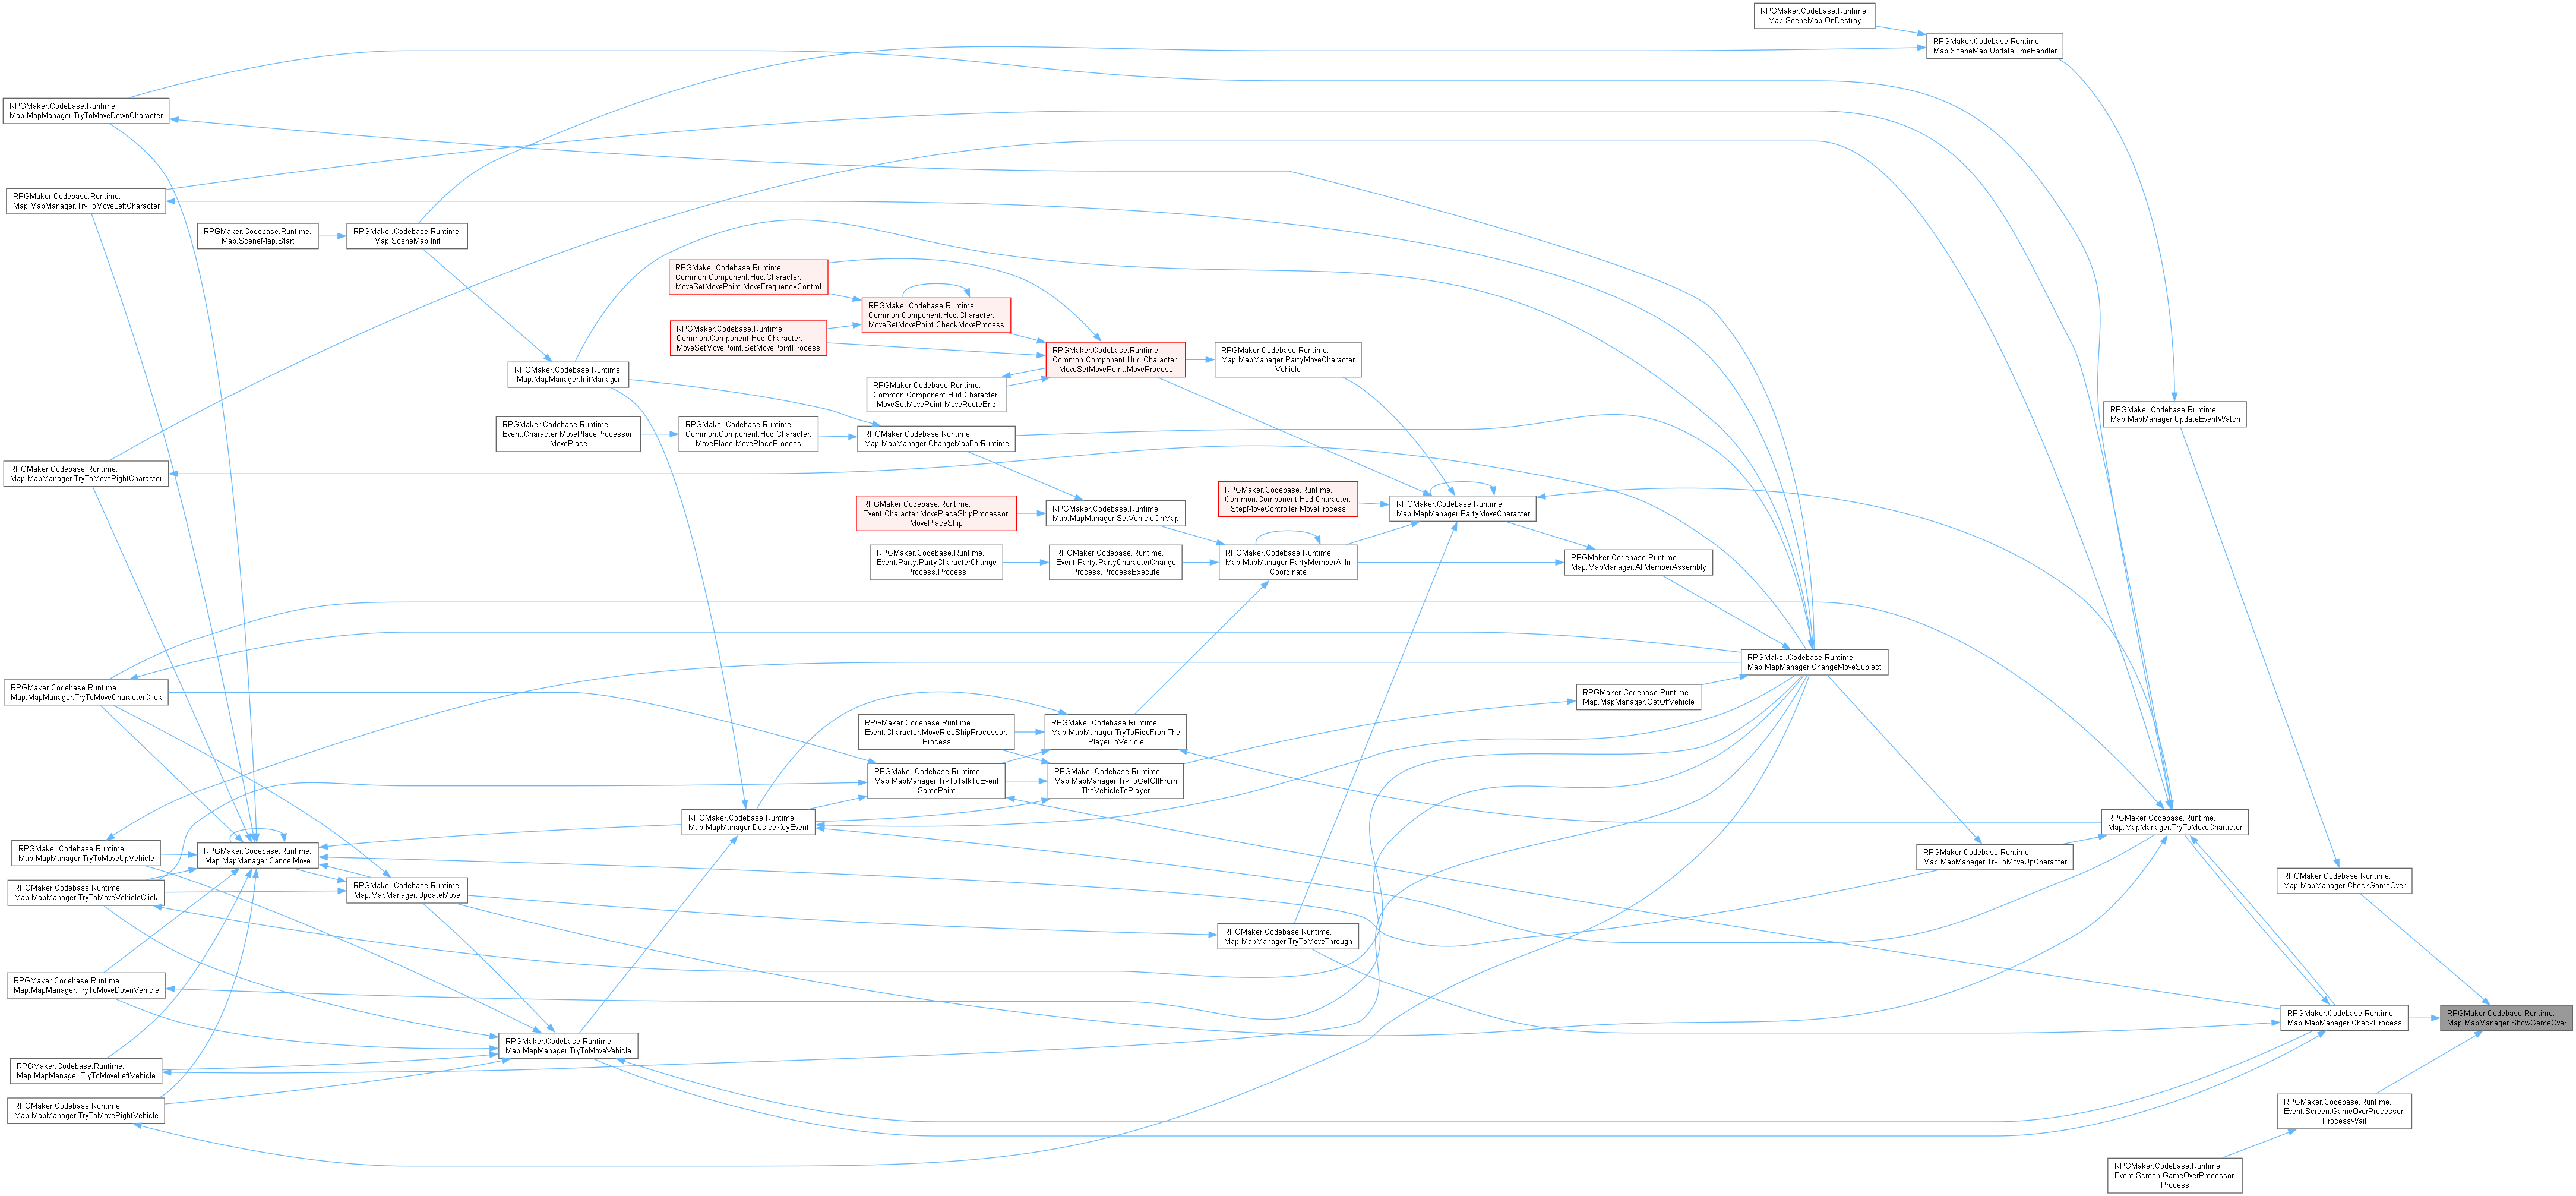 RPGMaker.Codebase.Runtime.
Map.SceneMap.OnDestroy
RPGMaker.Codebase.Runtime.
Map.SceneMap.UpdateTimeHandler
RPGMaker.Codebase.Runtime.
Map.MapManager.TryToMoveDownCharacter
RPGMaker.Codebase.Runtime.
Map.MapManager.TryToMoveLeftCharacter
RPGMaker.Codebase.Runtime.
Map.SceneMap.Start
RPGMaker.Codebase.Runtime.
Map.SceneMap.Init
RPGMaker.Codebase.Runtime.
Common.Component.Hud.Character.
MoveSetMovePoint.MoveFrequencyControl
RPGMaker.Codebase.Runtime.
Common.Component.Hud.Character.
MoveSetMovePoint.CheckMoveProcess
RPGMaker.Codebase.Runtime.
Common.Component.Hud.Character.
MoveSetMovePoint.SetMovePointProcess
RPGMaker.Codebase.Runtime.
Common.Component.Hud.Character.
MoveSetMovePoint.MoveProcess
RPGMaker.Codebase.Runtime.
Map.MapManager.PartyMoveCharacter
Vehicle
RPGMaker.Codebase.Runtime.
Map.MapManager.InitManager
RPGMaker.Codebase.Runtime.
Common.Component.Hud.Character.
MoveSetMovePoint.MoveRouteEnd
RPGMaker.Codebase.Runtime.
Map.MapManager.UpdateEventWatch
RPGMaker.Codebase.Runtime.
Event.Character.MovePlaceProcessor.
MovePlace
RPGMaker.Codebase.Runtime.
Common.Component.Hud.Character.
MovePlace.MovePlaceProcess
RPGMaker.Codebase.Runtime.
Map.MapManager.ChangeMapForRuntime
RPGMaker.Codebase.Runtime.
Map.MapManager.TryToMoveRightCharacter
RPGMaker.Codebase.Runtime.
Event.Character.MovePlaceShipProcessor.
MovePlaceShip
RPGMaker.Codebase.Runtime.
Map.MapManager.SetVehicleOnMap
RPGMaker.Codebase.Runtime.
Common.Component.Hud.Character.
StepMoveController.MoveProcess
RPGMaker.Codebase.Runtime.
Map.MapManager.PartyMoveCharacter
RPGMaker.Codebase.Runtime.
Event.Party.PartyCharacterChange
Process.Process
RPGMaker.Codebase.Runtime.
Event.Party.PartyCharacterChange
Process.ProcessExecute
RPGMaker.Codebase.Runtime.
Map.MapManager.PartyMemberAllIn
Coordinate
RPGMaker.Codebase.Runtime.
Map.MapManager.AllMemberAssembly
RPGMaker.Codebase.Runtime.
Map.MapManager.ChangeMoveSubject
RPGMaker.Codebase.Runtime.
Map.MapManager.TryToMoveCharacterClick
RPGMaker.Codebase.Runtime.
Map.MapManager.GetOffVehicle
RPGMaker.Codebase.Runtime.
Event.Character.MoveRideShipProcessor.
Process
RPGMaker.Codebase.Runtime.
Map.MapManager.TryToRideFromThe
PlayerToVehicle
RPGMaker.Codebase.Runtime.
Map.MapManager.TryToTalkToEvent
SamePoint
RPGMaker.Codebase.Runtime.
Map.MapManager.TryToGetOffFrom
TheVehicleToPlayer
RPGMaker.Codebase.Runtime.
Map.MapManager.DesiceKeyEvent
RPGMaker.Codebase.Runtime.
Map.MapManager.TryToMoveCharacter
RPGMaker.Codebase.Runtime.
Map.MapManager.TryToMoveUpVehicle
RPGMaker.Codebase.Runtime.
Map.MapManager.CancelMove
RPGMaker.Codebase.Runtime.
Map.MapManager.TryToMoveUpCharacter
RPGMaker.Codebase.Runtime.
Map.MapManager.CheckGameOver
RPGMaker.Codebase.Runtime.
Map.MapManager.TryToMoveVehicleClick
RPGMaker.Codebase.Runtime.
Map.MapManager.UpdateMove
RPGMaker.Codebase.Runtime.
Map.MapManager.TryToMoveThrough
RPGMaker.Codebase.Runtime.
Map.MapManager.TryToMoveDownVehicle
RPGMaker.Codebase.Runtime.
Map.MapManager.CheckProcess
RPGMaker.Codebase.Runtime.
Map.MapManager.ShowGameOver
RPGMaker.Codebase.Runtime.
Map.MapManager.TryToMoveVehicle
RPGMaker.Codebase.Runtime.
Map.MapManager.TryToMoveLeftVehicle
RPGMaker.Codebase.Runtime.
Map.MapManager.TryToMoveRightVehicle
RPGMaker.Codebase.Runtime.
Event.Screen.GameOverProcessor.
ProcessWait
RPGMaker.Codebase.Runtime.
Event.Screen.GameOverProcessor.
Process